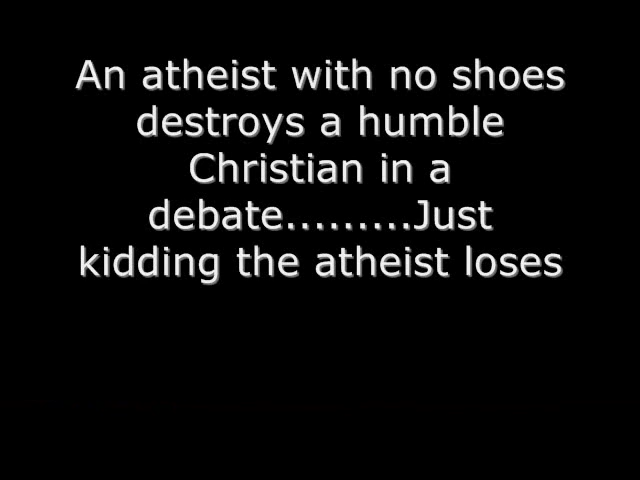 An atheist with no shoes
destroys a humble
Christian in a
debate.........Just
kidding the atheist loses